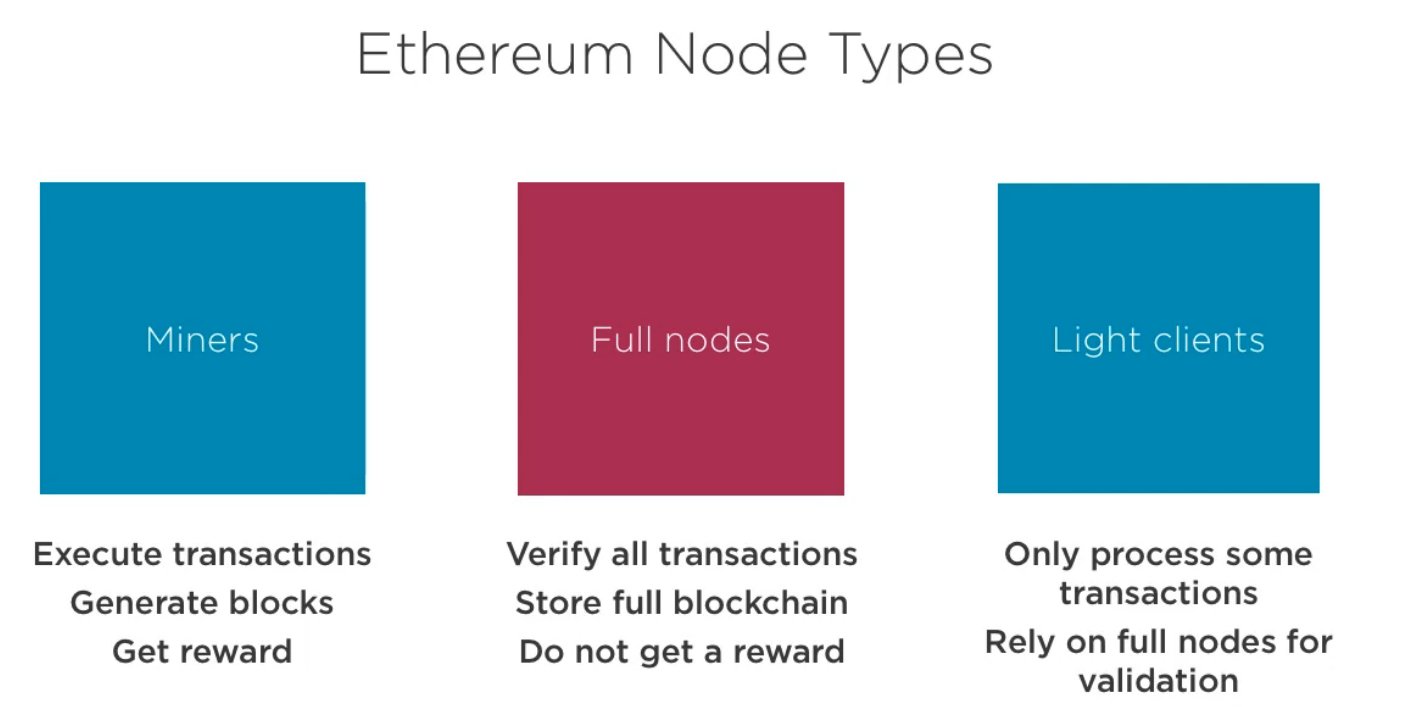 Ethereum Node Types
Miners
Execute transactions
Generate blocks
Get reward
Full nodes
Verify all transactions
Store full blockchain
Do not get a reward
Light clients
Only process some
transactions
Rely on full nodes for
validation